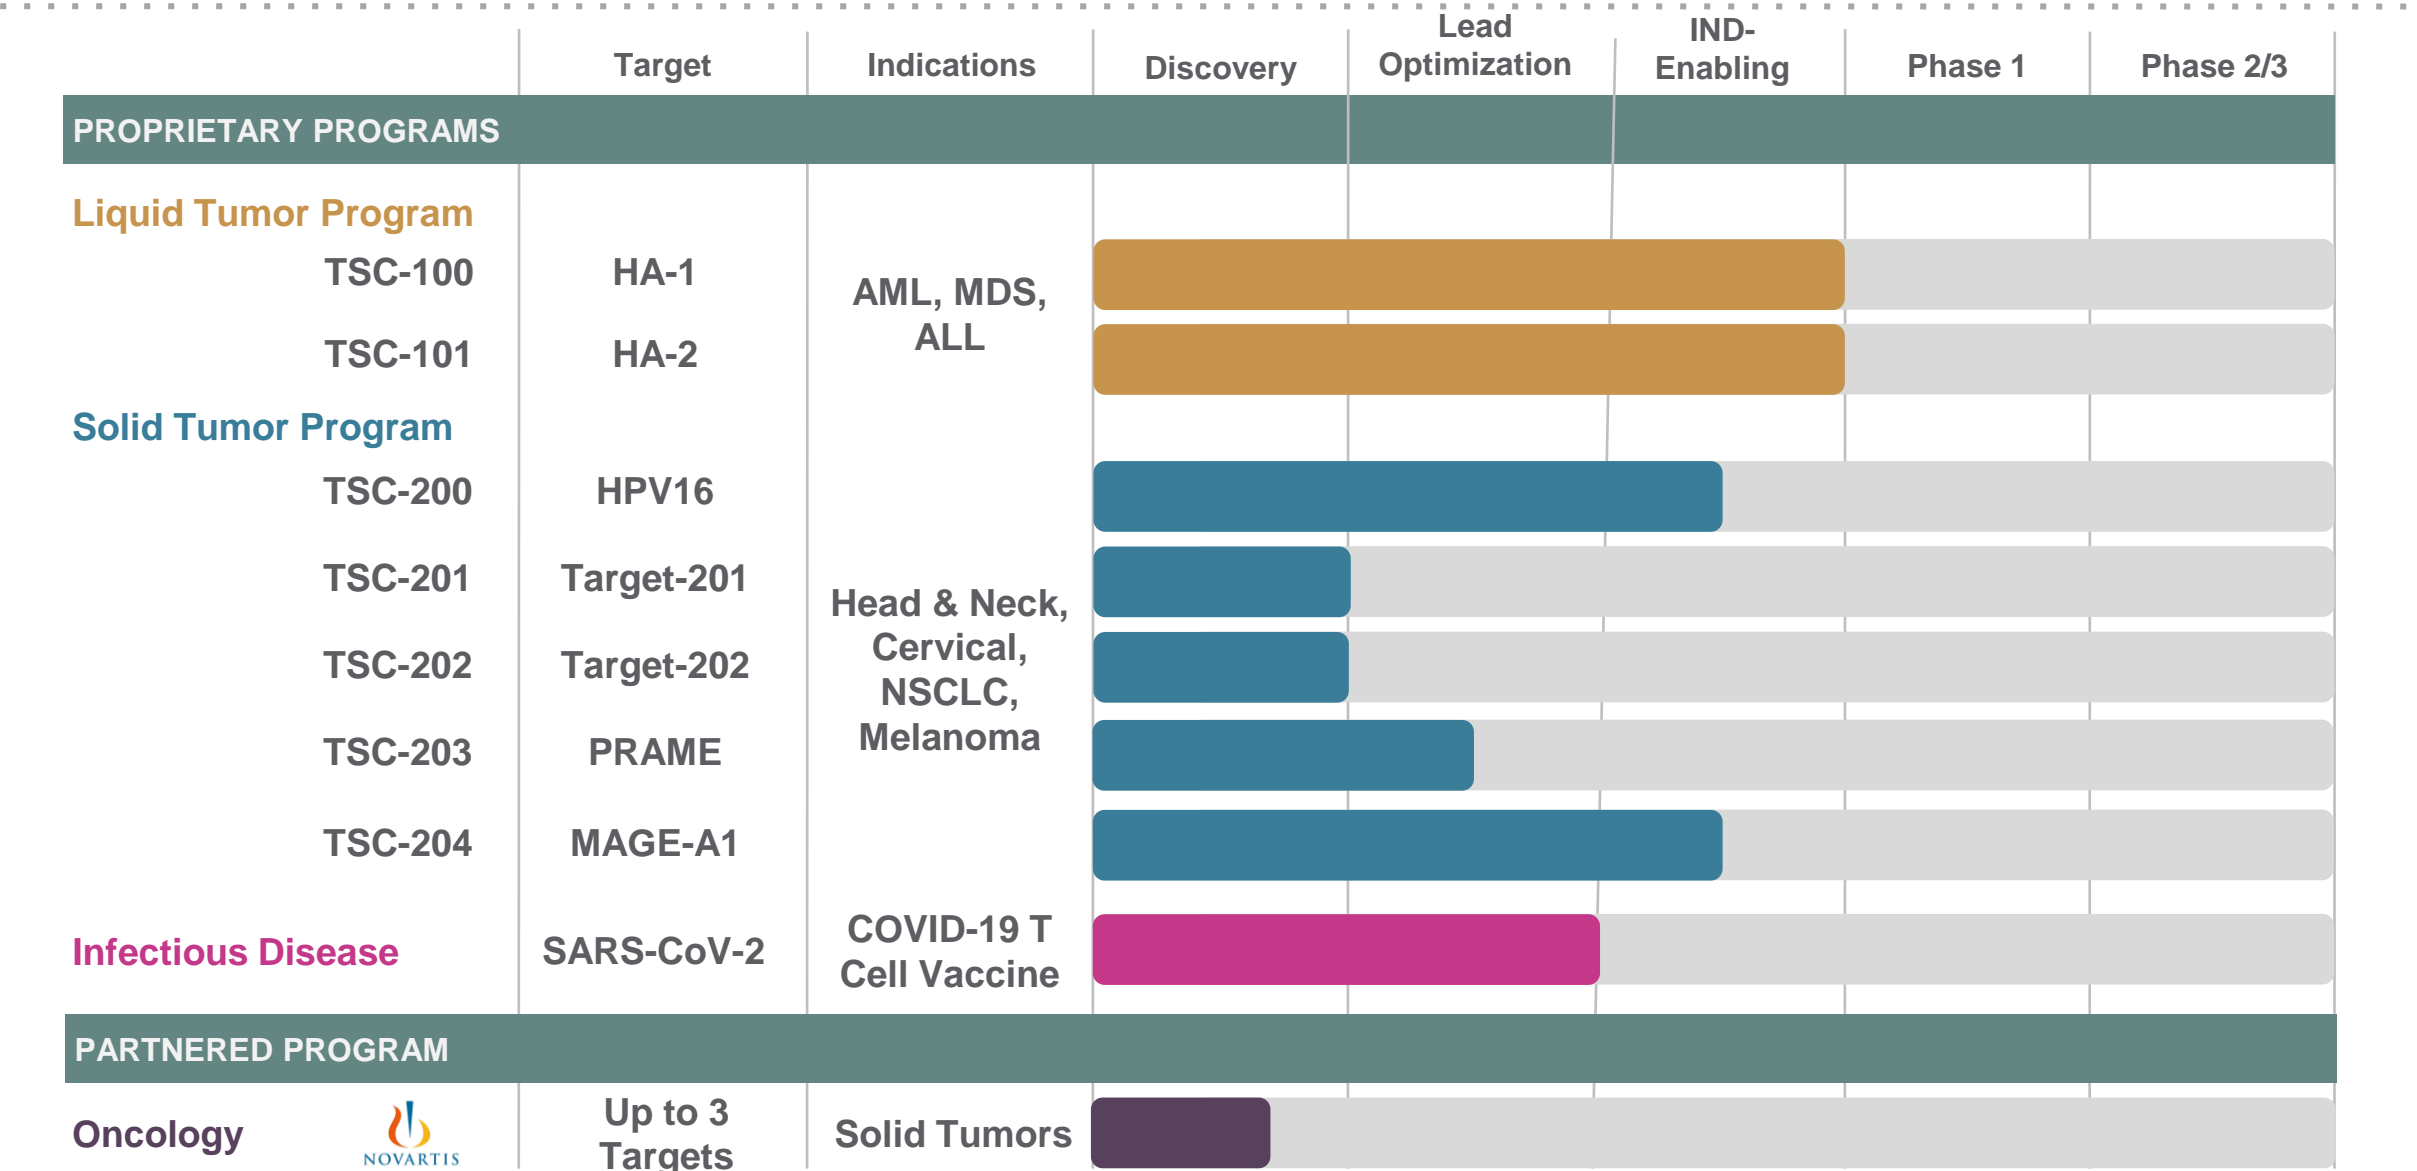 Target
Indications
Discovery
Lead
Optimization
IND-
Enabling
Phase 1
Phase 2/3
PROPRIETARY PROGRAMS
Liquid Tumor Program
TSC-100
HA-1
AML, MDS,
ALL
TSC-101
HA-2
Solid Tumor Program
TSC-200
HPV16
TSC-201
Target-201
Head & Neck,
Cervical,
NSCLC,
Melanoma
TSC-202
Target-202
TSC-203
PRAME
TSC-204
MAGE-A1
Infectious Disease
SARS-CoV-2
COVID-19 T
Cell Vaccine
PARTNERED PROGRAM
Oncology
NOVARTIS
Up to 3
Targets
Solid Tumors